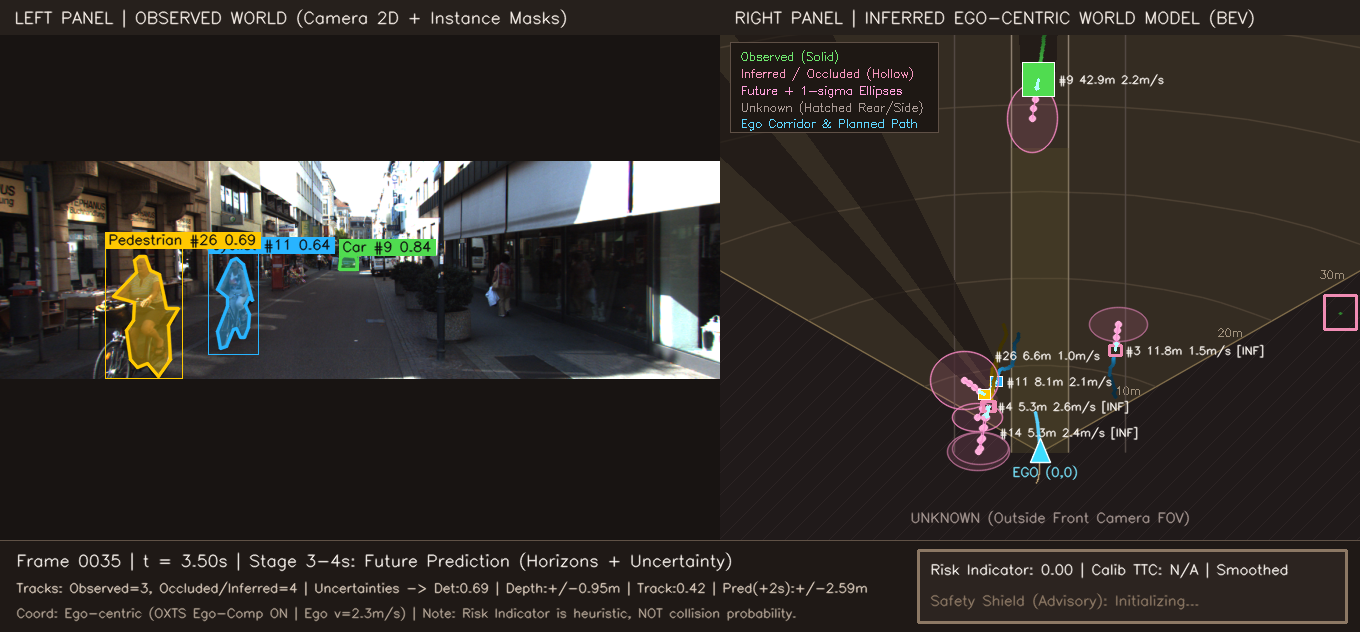 LEFT PANEL | OBSERVED WORLD (Camera 2D + Instance Masks)
RIGHT PANEL | INFERRED EGO-CENTRIC WORLD MODEL (BEV)
Observed (Solid)
Inferred / Occluded (Hollow)
Future + 1-sigma Ellipses
Unknown (Hatched Rear/Side)
Ego Corridor & Planned Path
#9 42.9m 2.2m/s
Pedestrian #26 0.69
#11 0.64
Car #9 0.84
30m
20m
#26 6.6m 1.0m/s
#3 11.8m 1.5m/s [INF]
#11 8.1m 2.1m/s
10m
#4 5.3m 2.6m/s [INF]
#14 5.3m 2.4m/s [INF]
EGO (0,0)
UNKNOWN (Outside Front Camera FOV)
Frame 0035 | t = 3.50s | Stage 3-4s: Future Prediction (Horizons + Uncertainty)
Tracks: Observed=3, Occluded/Inferred=4 | Uncertainties -> Det:0.69 | Depth:+/-0.95m | Track:0.42 | Pred(+2s):+/-2.59m
Coord: Ego-centric (OXTS Ego-Comp ON | Ego v=2.3m/s) | Note: Risk Indicator is heuristic, NOT collision probability.
Risk Indicator: 0.00 | Calib TTC: N/A | Smoothed
Safety Shield (Advisory): Initializing...